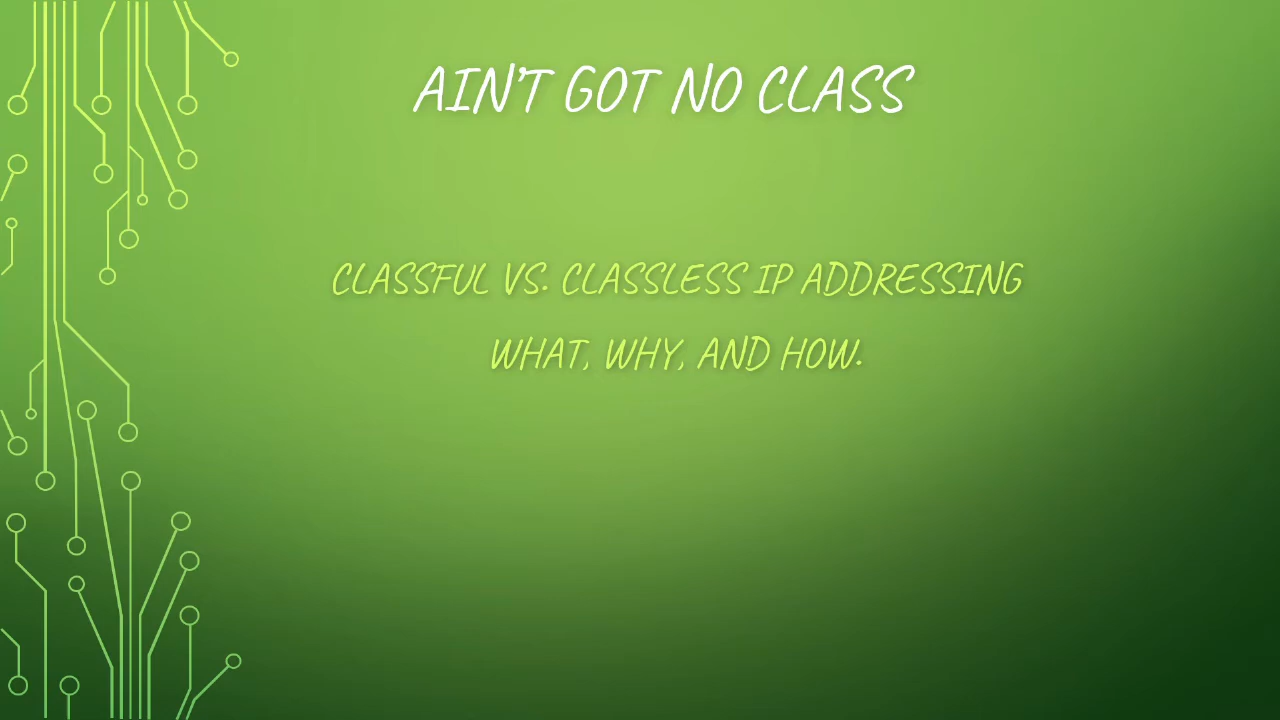 AIN'T GOT NO CLASS
CLASSFUL VS. CLASSLESS IP ADDRESSING
WHAT, WHY, AND HOW.